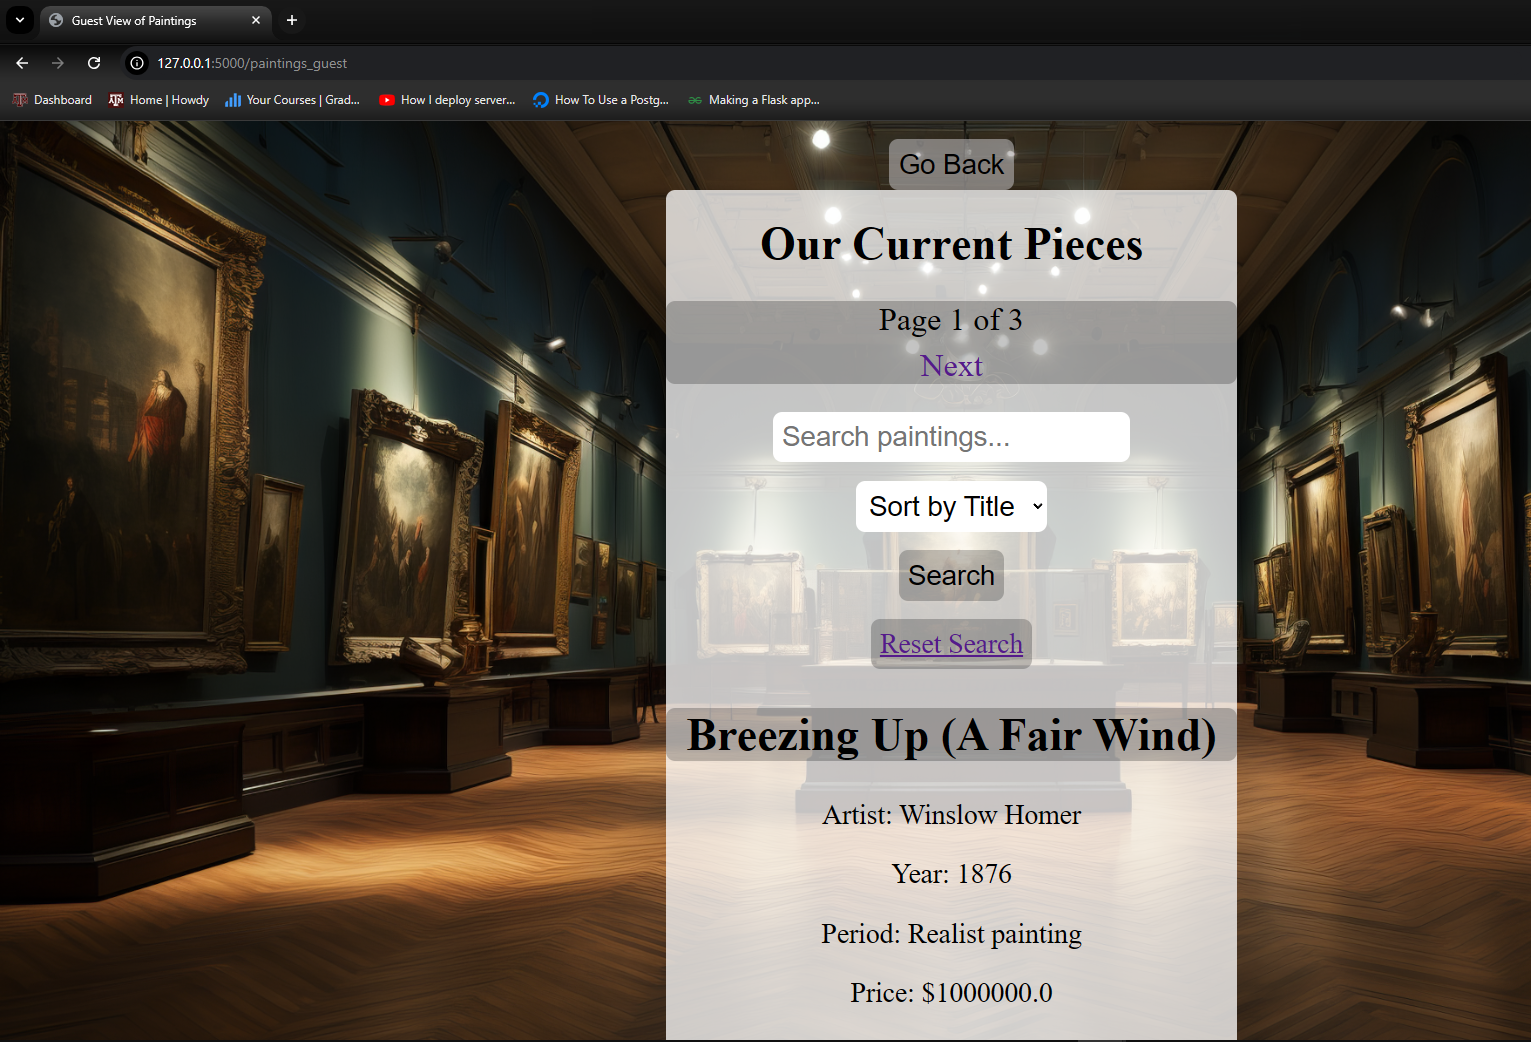 Guest View of Paintings
127.0.0.1:5000/paintings_guest
Dashboard
Home | Howdy
Your Courses | Grad...
How I deploy server...
How To Use a Postg...
Making a Flask app...
Go Back
Our Current Pieces
Page 1 of 3
Next
Search paintings...
Sort by Title
Search
Reset Search
Breezing Up (A Fair Wind)
Artist: Winslow Homer
Year: 1876
Period: Realist painting
Price: $1000000.0